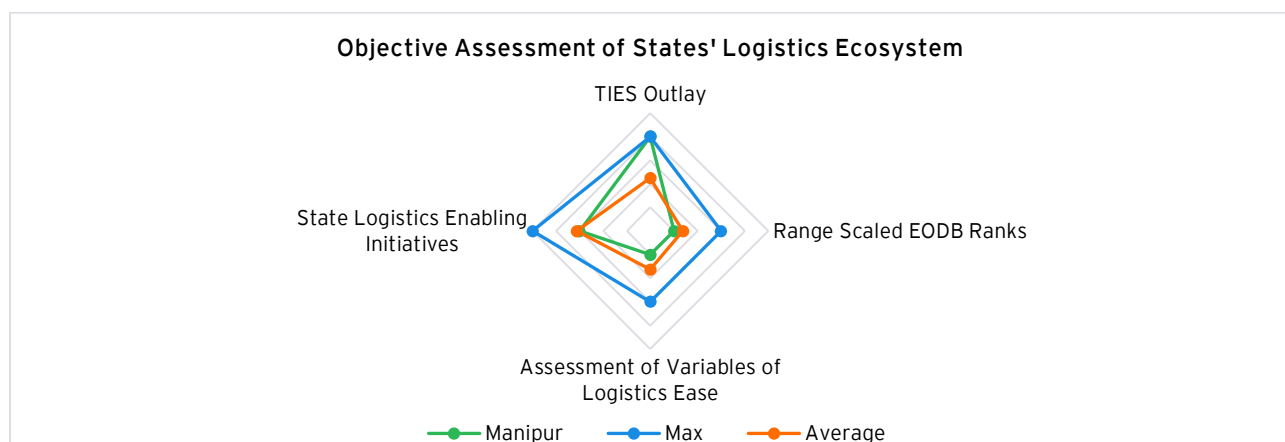 Objective Assessment of States' Logistics Ecosystem
TIES Outlay
State Logistics Enabling
Initiatives
Range Scaled EODB Ranks
Assessment of Variables of
Logistics Ease
Manipur Max Average